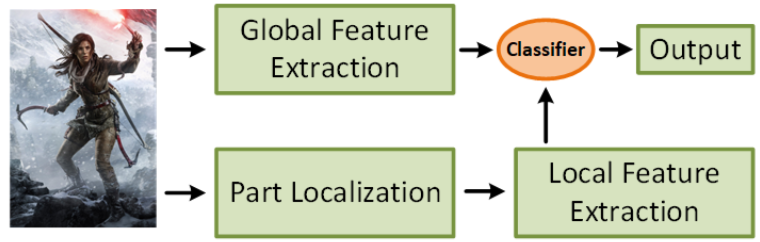 Global Feature
Extraction
Classifier
Output
Part Localization
Local Feature
Extraction